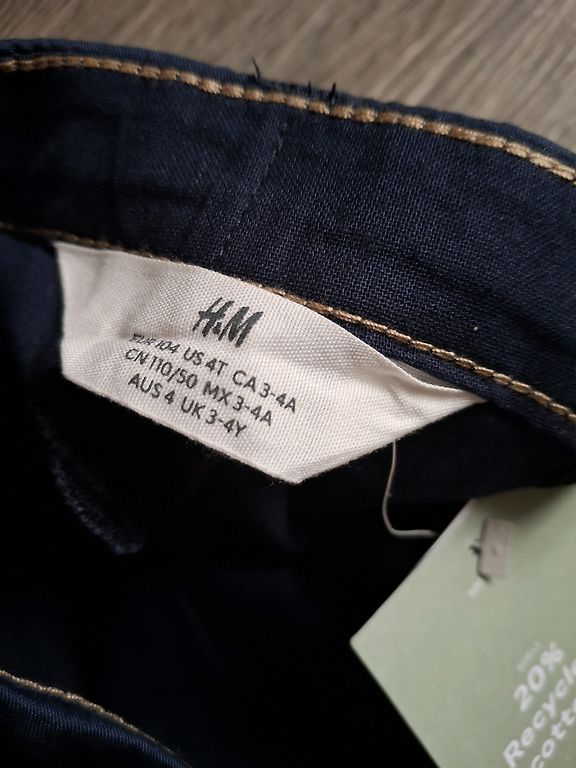 H&M
EUR 104 US 4T CA 3-4A
CN 110/50 MX 3-4A
AUS 4 UK 3-4Y
20%
Recycle
cotto